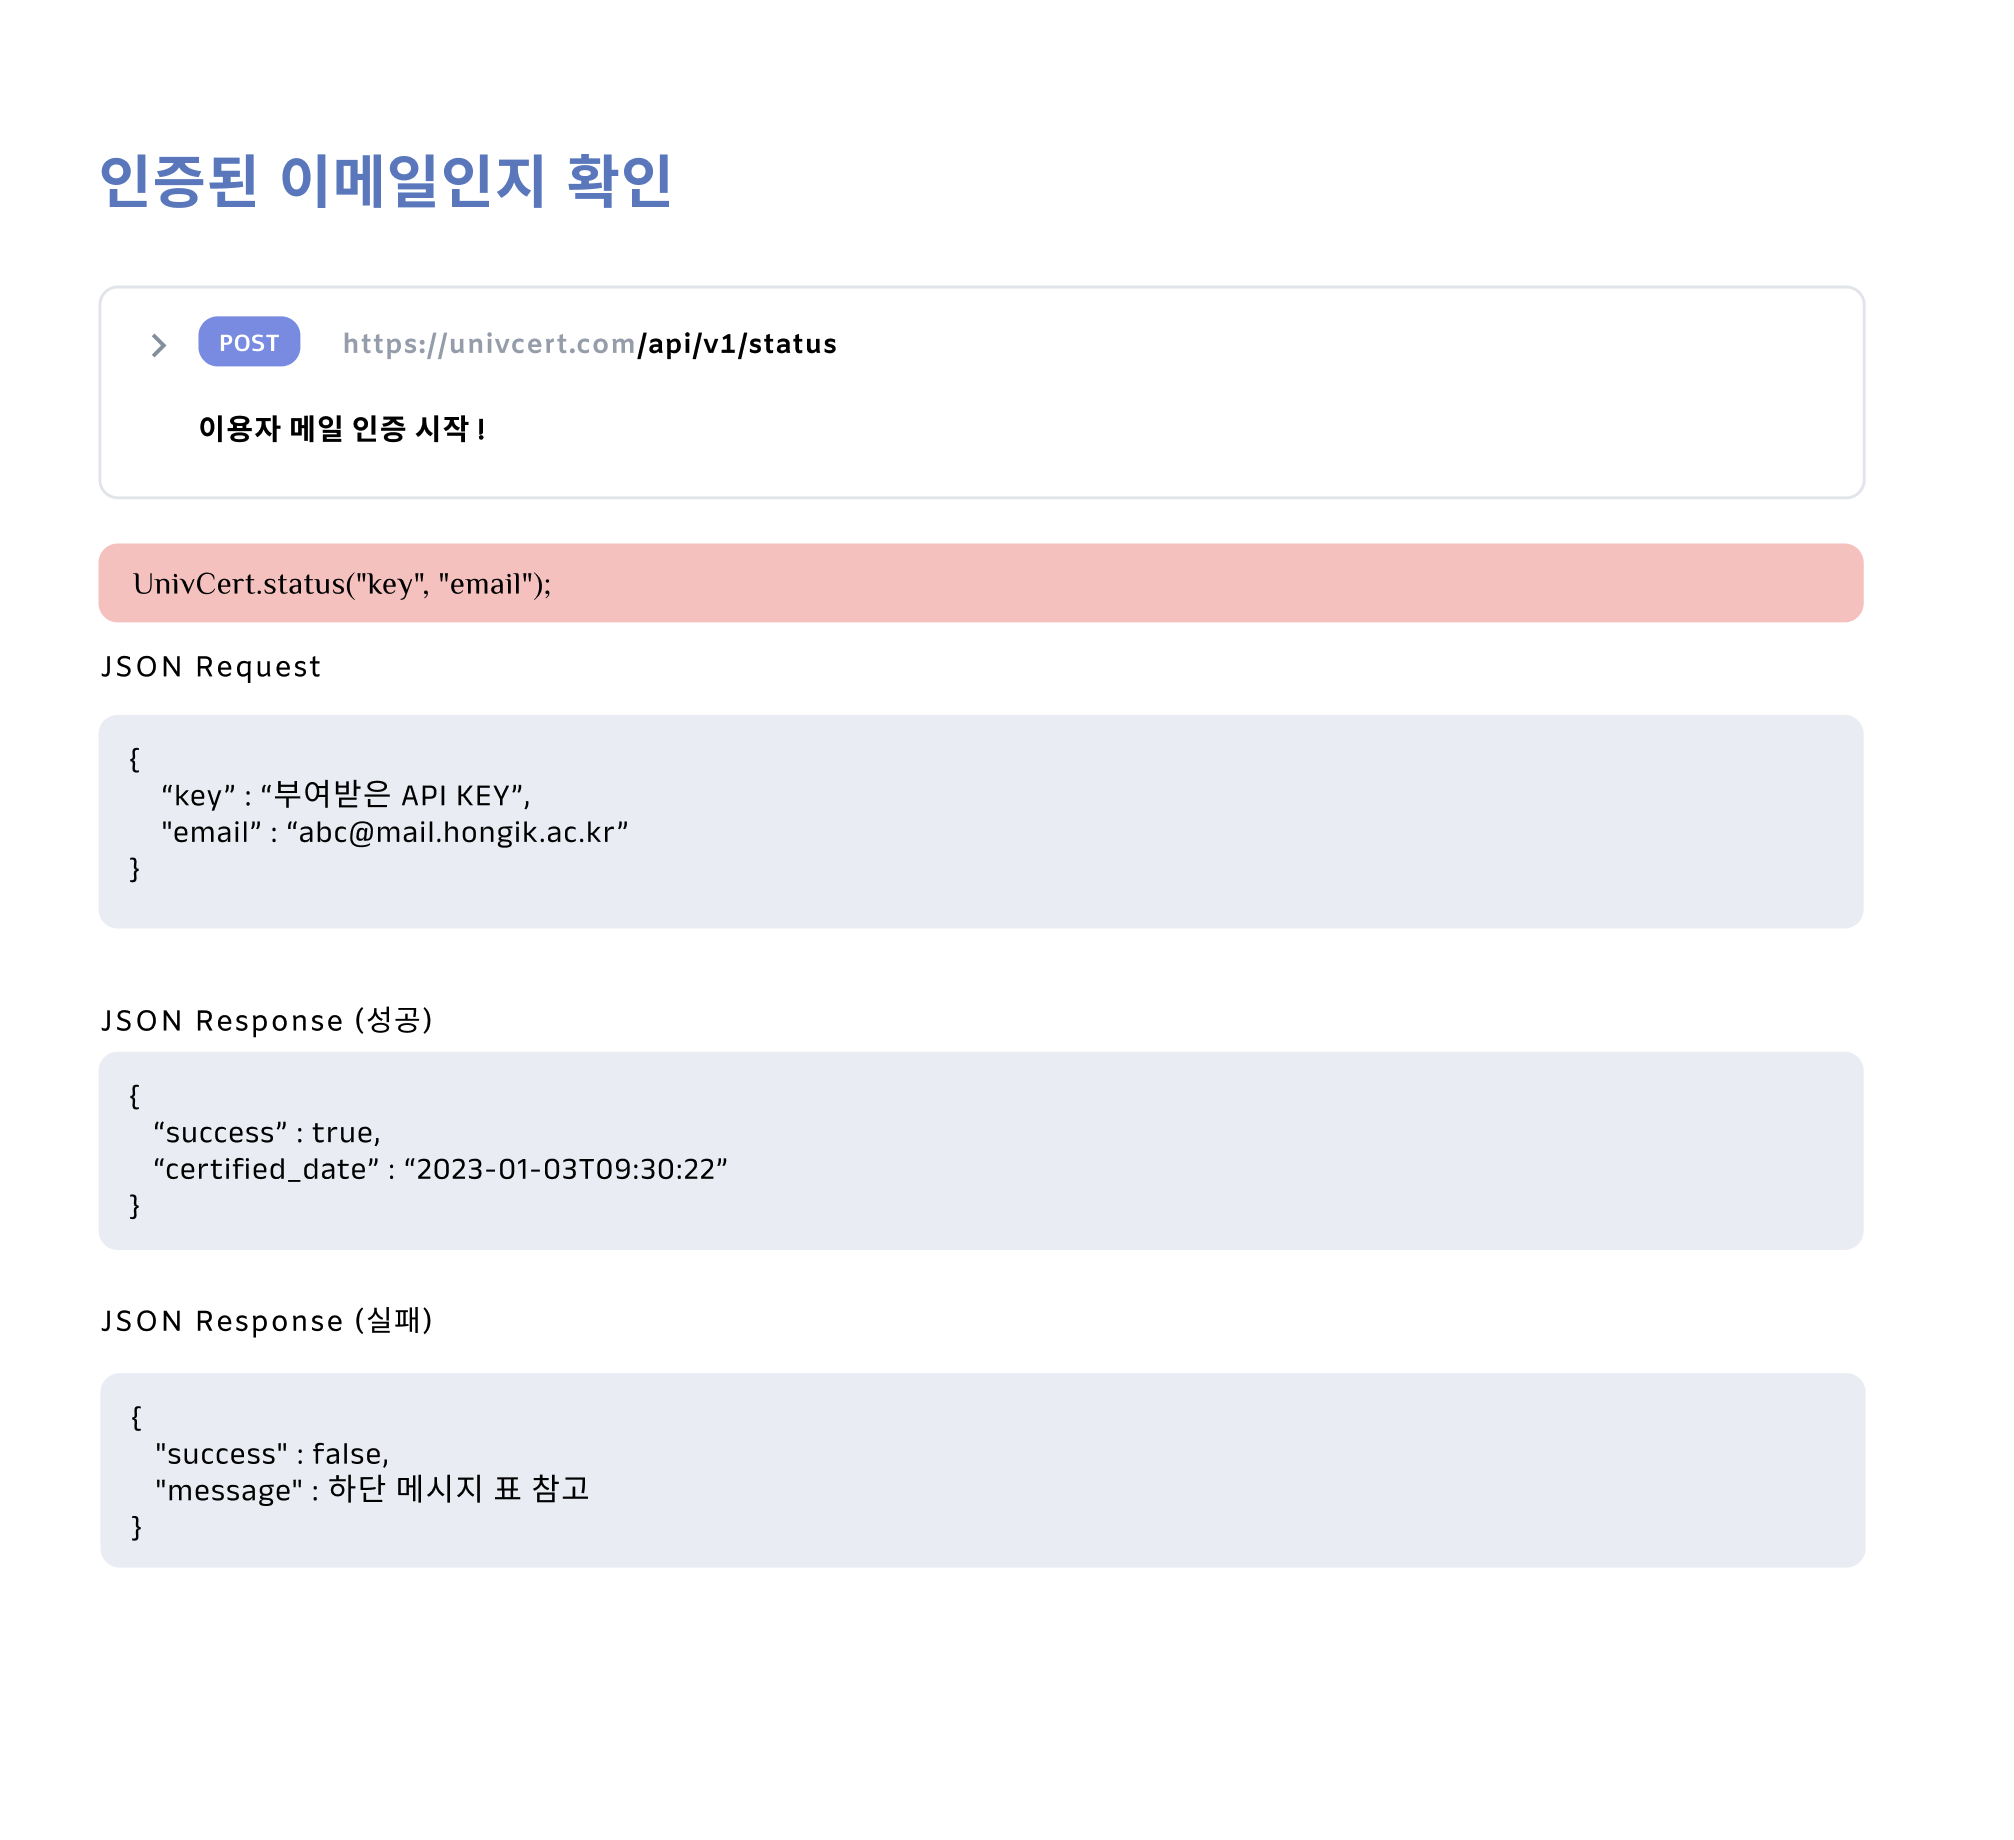 인증된 이메일인지 확인
POST https://univcert.com/api/v1/status
이용자 메일 인증 시작 !
UnivCert.status("key", "email");
JSON Request
{
“key” : “부여받은 API KEY”,
"email” : “abc@mail.hongik.ac.kr”
}
JSON Response (성공)
{
“success” : true,
“certified_date” : “2023-01-03T09:30:22”
}
JSON Response (실패)
{
"success" : false,
"message" : 하단 메시지 표 참고
}